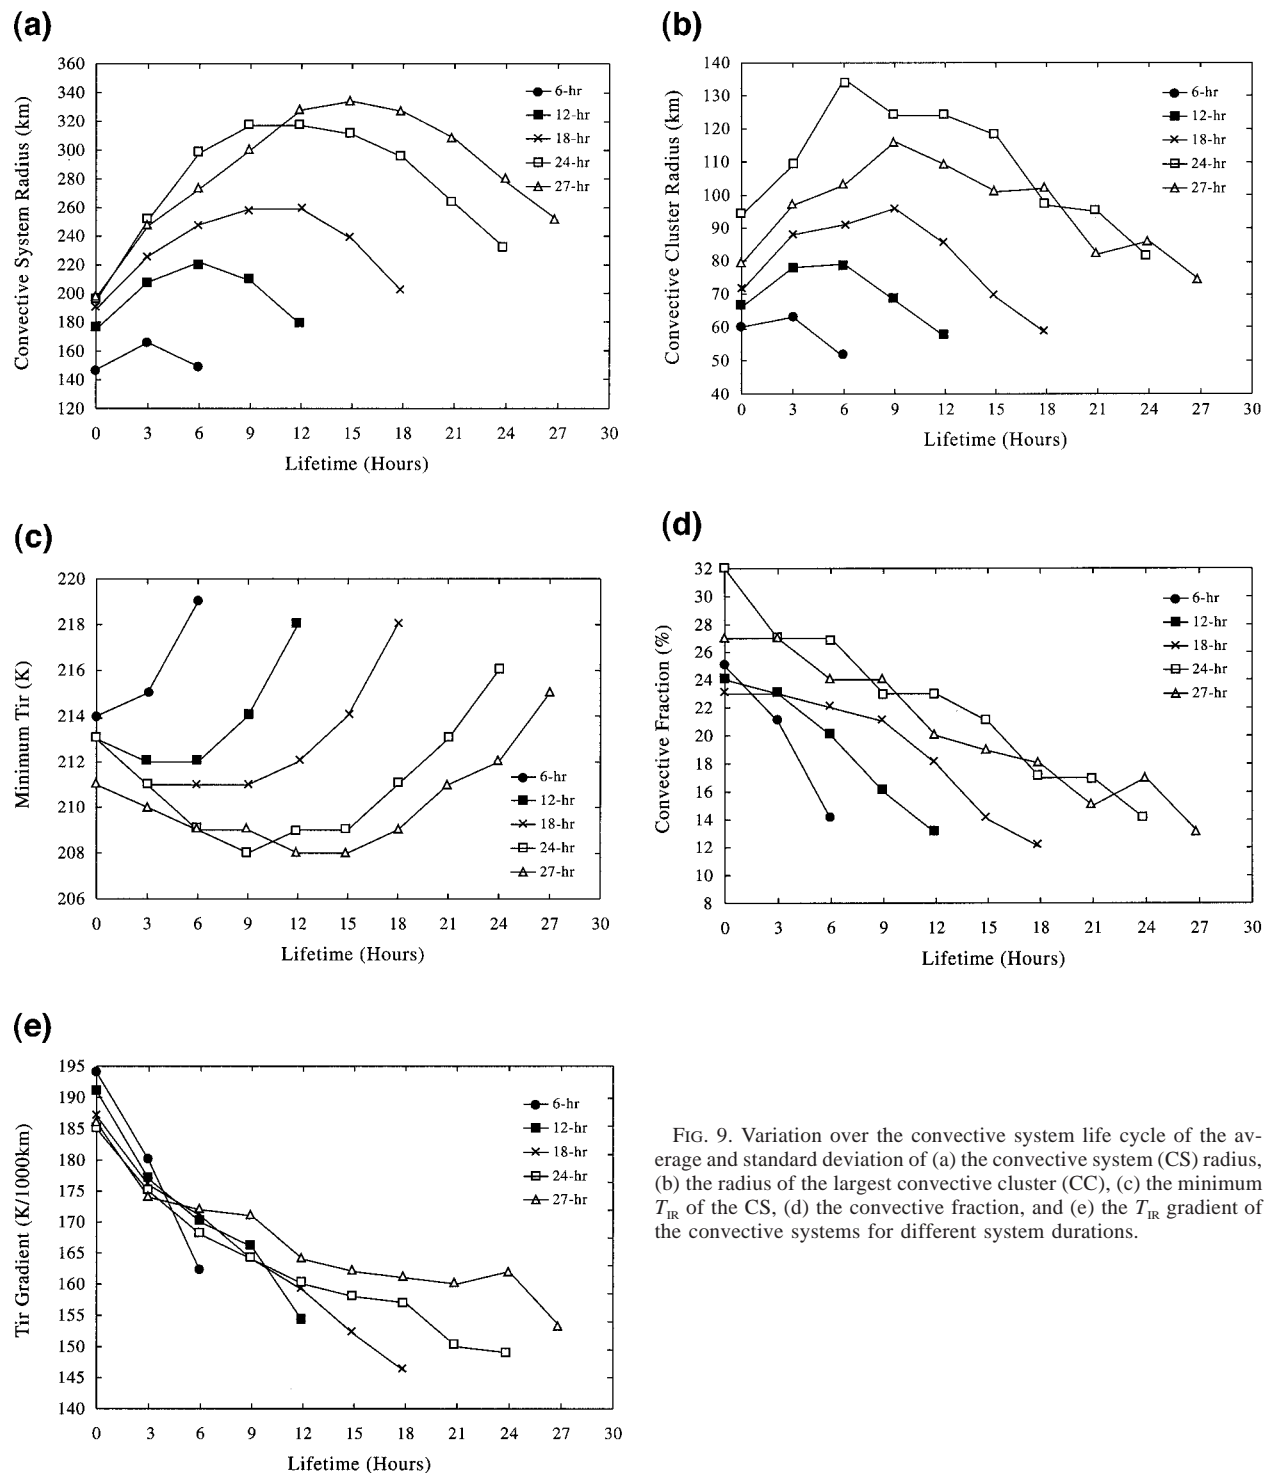 (a)
360
340
320
300
280
260
240
220
200
180
160
140
120
Convective System Radius (km)
6-hr
12-hr
18-hr
24-hr
27-hr
0 3 6 9 12 15 18 21 24 27 30
Lifetime (Hours)
(b)
140
130
120
110
100
90
80
70
60
50
40
Convective Cluster Radius (km)
6-hr
12-hr
18-hr
24-hr
27-hr
0 3 6 9 12 15 18 21 24 27 30
Lifetime (Hours)
(c)
220
218
216
214
212
210
208
206
Minimum Tir (K)
6-hr
12-hr
18-hr
24-hr
27-hr
0 3 6 9 12 15 18 21 24 27 30
Lifetime (Hours)
(d)
32
30
28
26
24
22
20
18
16
14
12
10
8
Convective Fraction (%)
6-hr
12-hr
18-hr
24-hr
27-hr
0 3 6 9 12 15 18 21 24 27 30
Lifetime (Hours)
(e)
195
190
185
180
175
170
165
160
155
150
145
140
Tir Gradient (K/1000km)
6-hr
12-hr
18-hr
24-hr
27-hr
0 3 6 9 12 15 18 21 24 27 30
Lifetime (Hours)
FIG. 9. Variation over the convective system life cycle of the av-
erage and standard deviation of (a) the convective system (CS) radius,
(b) the radius of the largest convective cluster (CC), (c) the minimum
T_IR of the CS, (d) the convective fraction, and (e) the T_IR gradient of
the convective systems for different system durations.